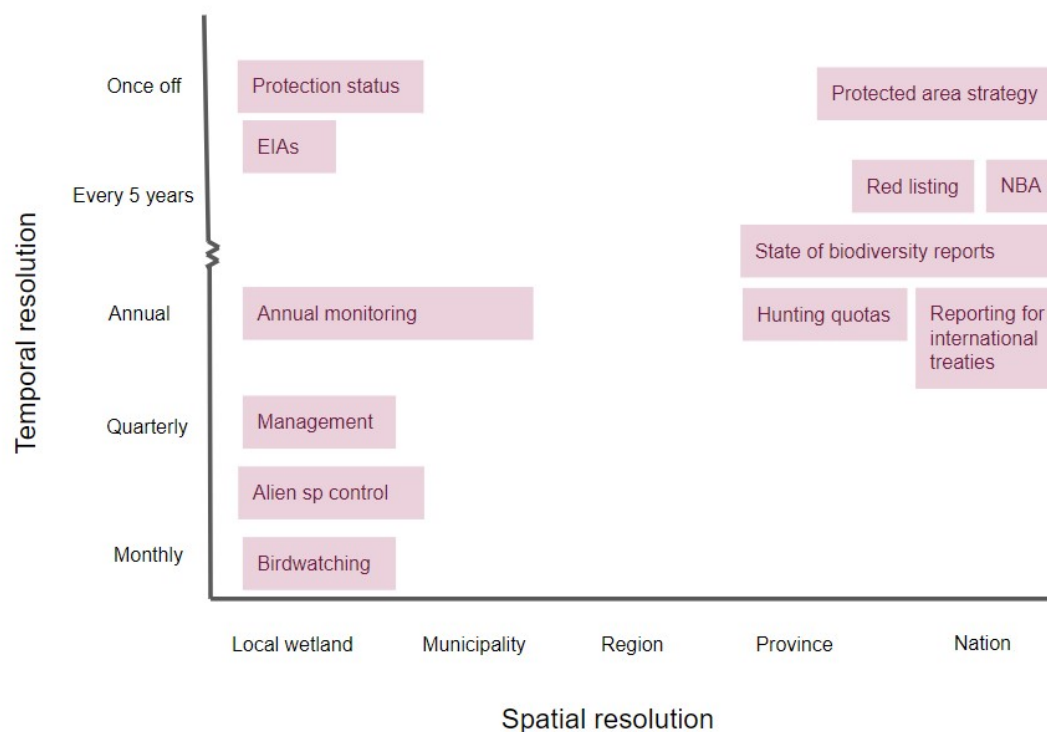 Once off
Protection status
Protected area strategy
EIAs
Every 5 years
Red listing
NBA
State of biodiversity reports
Annual
Annual monitoring
Hunting quotas
Reporting for
international
treaties
Temporal resolution
Quarterly
Management
Alien sp control
Monthly
Birdwatching
Local wetland
Municipality
Region
Province
Nation
Spatial resolution